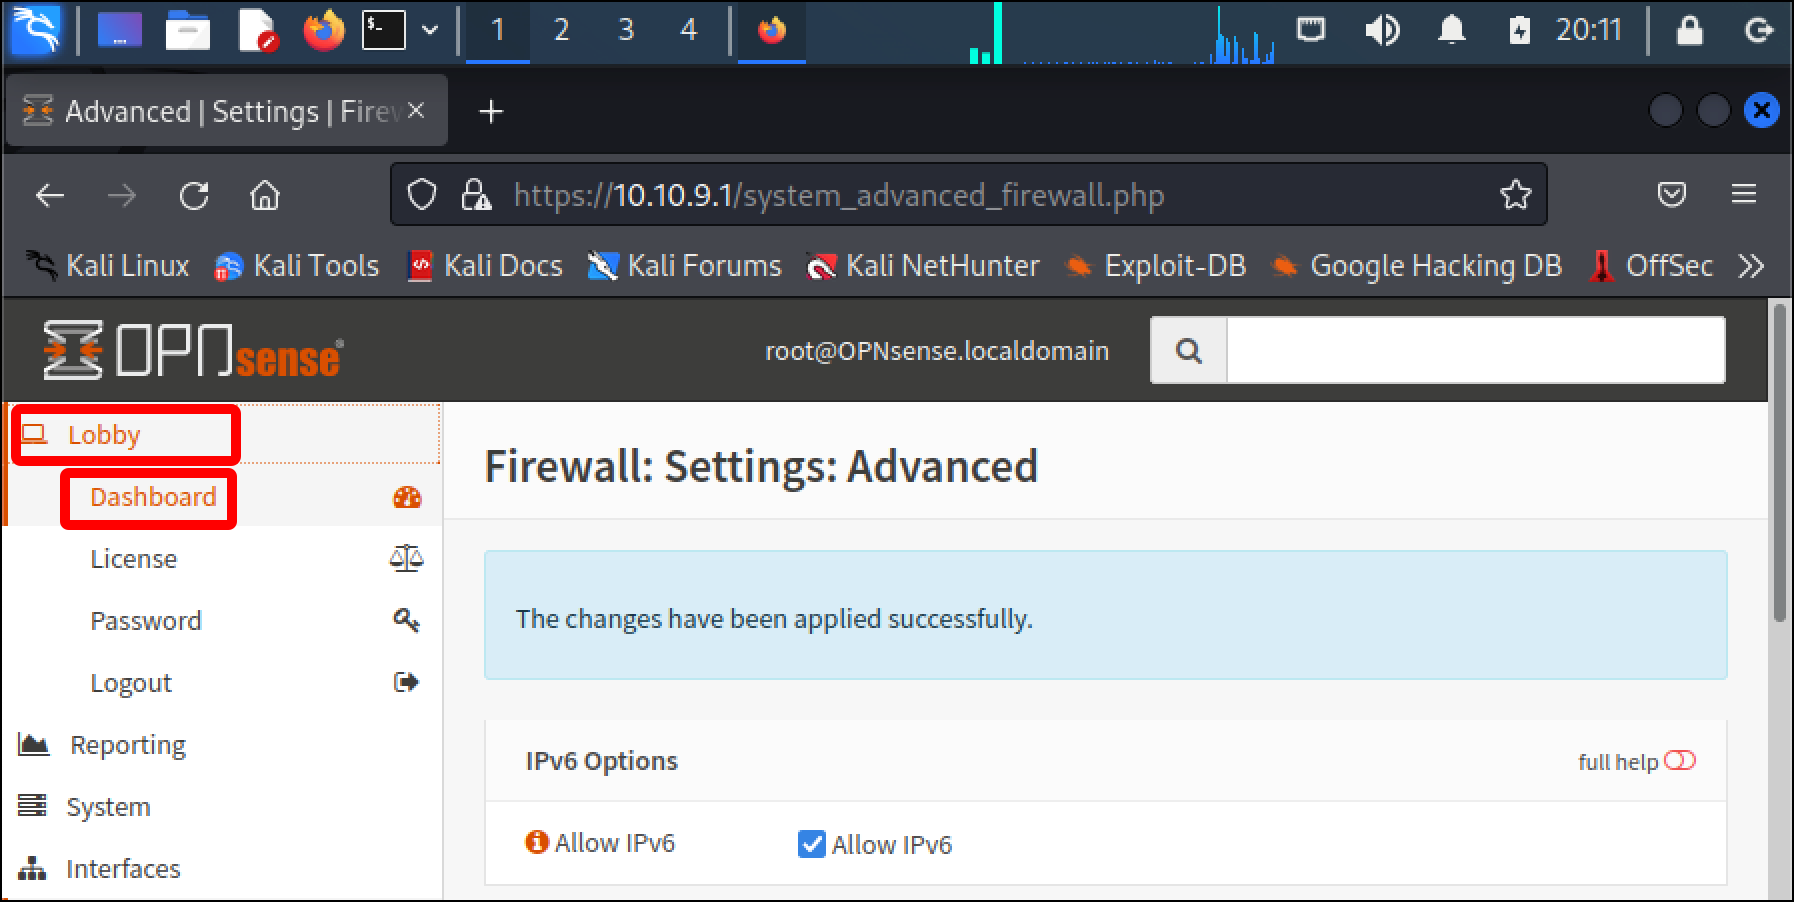 1 2 3 4 20:11
Advanced | Settings | Firew
https://10.10.9.1/system_advanced_firewall.php
Kali Linux Kali Tools Kali Docs Kali Forums Kali NetHunter Exploit-DB Google Hacking DB OffSec
OPNsense® root@OPNsense.localdomain
Lobby
Dashboard
License
Password
Logout
Reporting
System
Interfaces
Firewall: Settings: Advanced
The changes have been applied successfully.
IPv6 Options full help
Allow IPv6 Allow IPv6